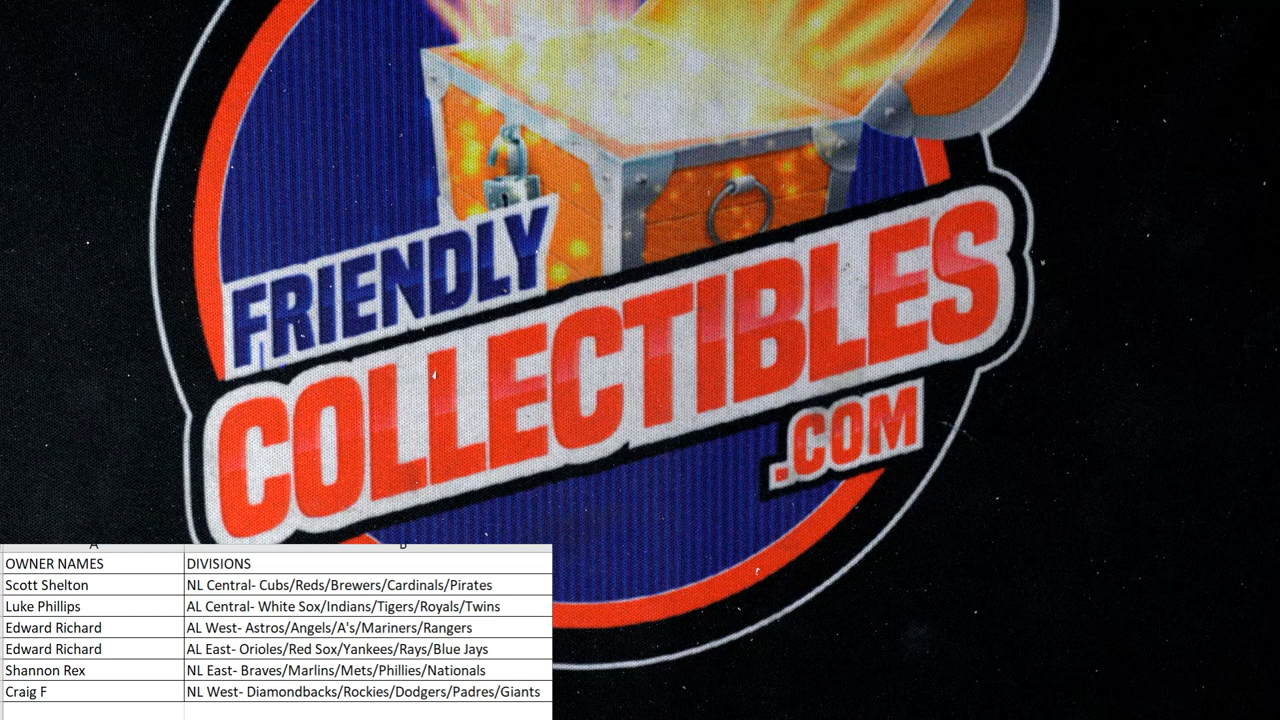 FRIENDLY
COLLECTIBLES
.COM
OWNER NAMES DIVISIONS
Scott Shelton NL Central- Cubs/Reds/Brewers/Cardinals/Pirates
Luke Phillips AL Central- White Sox/Indians/Tigers/Royals/Twins
Edward Richard AL West- Astros/Angels/A's/Mariners/Rangers
Edward Richard AL East- Orioles/Red Sox/Yankees/Rays/Blue Jays
Shannon Rex NL East- Braves/Marlins/Mets/Phillies/Nationals
Craig F NL West- Diamondbacks/Rockies/Dodgers/Padres/Giants